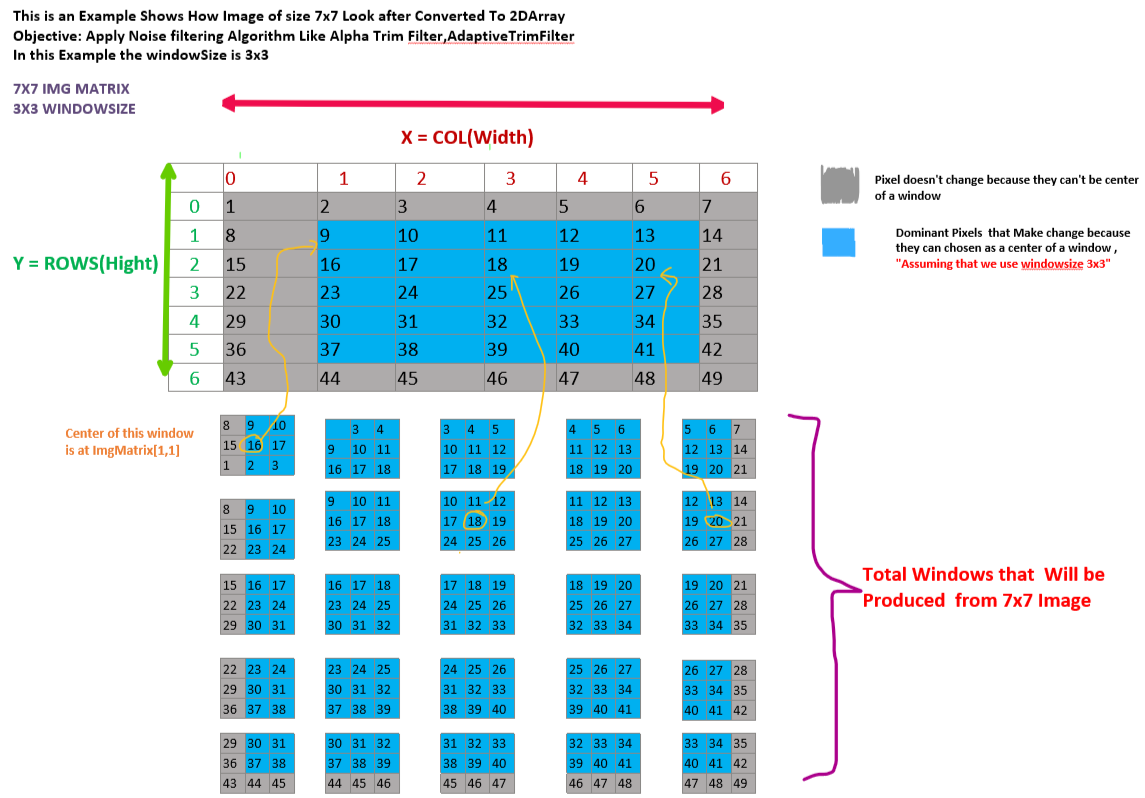 This is an Example Shows How Image of size 7x7 Look after Converted To 2DArray
Objective: Apply Noise filtering Algorithm Like Alpha Trim Filter,AdaptiveTrimFilter
In this Example the windowSize is 3x3
7X7 IMG MATRIX
3X3 WINDOWSIZE
X = COL(Width)
0 1 2 3 4 5 6
0 1 2 3 4 5 6 7
1 8 9 10 11 12 13 14
2 15 16 17 18 19 20 21
3 22 23 24 25 26 27 28
4 29 30 31 32 33 34 35
5 36 37 38 39 40 41 42
6 43 44 45 46 47 48 49
Y = ROWS(Hight)
Pixel doesn't change because they can't be center
of a window
Dominant Pixels that Make change because
they can chosen as a center of a window ,
"Assuming that we use windowsize 3x3"
Center of this window
is at ImgMatrix[1,1]
8 9 10
15 16 17
1 2 3
3 4
9 10 11
16 17 18
3 4 5
10 11 12
17 18 19
4 5 6
11 12 13
18 19 20
5 6 7
12 13 14
19 20 21
8 9 10
15 16 17
22 23 24
9 10 11
16 17 18
23 24 25
10 11 12
17 18 19
24 25 26
11 12 13
18 19 20
25 26 27
12 13 14
19 20 21
26 27 28
15 16 17
22 23 24
29 30 31
16 17 18
23 24 25
30 31 32
17 18 19
24 25 26
31 32 33
18 19 20
25 26 27
32 33 34
19 20 21
26 27 28
33 34 35
22 23 24
29 30 31
36 37 38
23 24 25
30 31 32
37 38 39
24 25 26
31 32 33
38 39 40
25 26 27
32 33 34
39 40 41
26 27 28
33 34 35
40 41 42
29 30 31
36 37 38
43 44 45
30 31 32
37 38 39
44 45 46
31 32 33
38 39 40
45 46 47
32 33 34
39 40 41
46 47 48
33 34 35
40 41 42
47 48 49
Total Windows that Will be
Produced from 7x7 Image